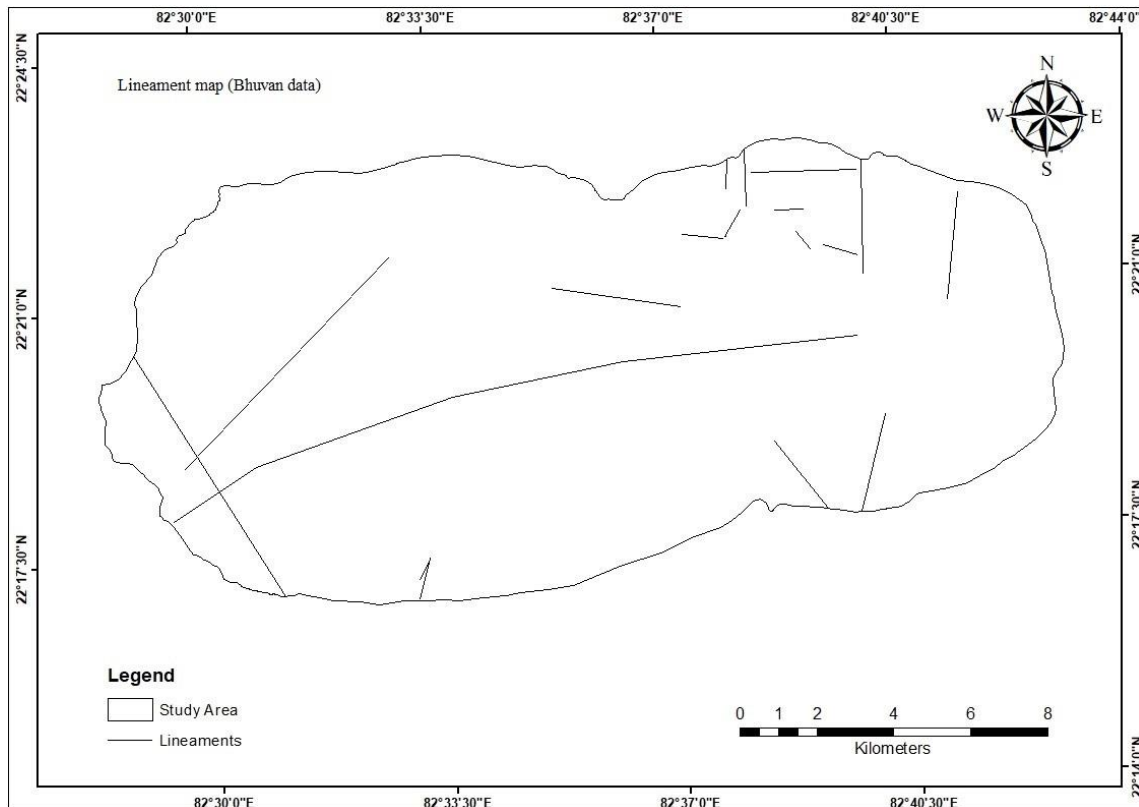 82°30'0"E 82°33'30"E 82°37'0"E 82°40'30"E 82°44'0"
22°24'30"N
Lineament map (Bhuvan data)
N
W E
S
22°21'0"N
22°21'0"N
22°17'30"N
22°17'30"N
22°14'0"N
Legend
Study Area
Lineaments
0 1 2 4 6 8
Kilometers
82°30'0"E 82°33'30"E 82°37'0"E 82°40'30"E